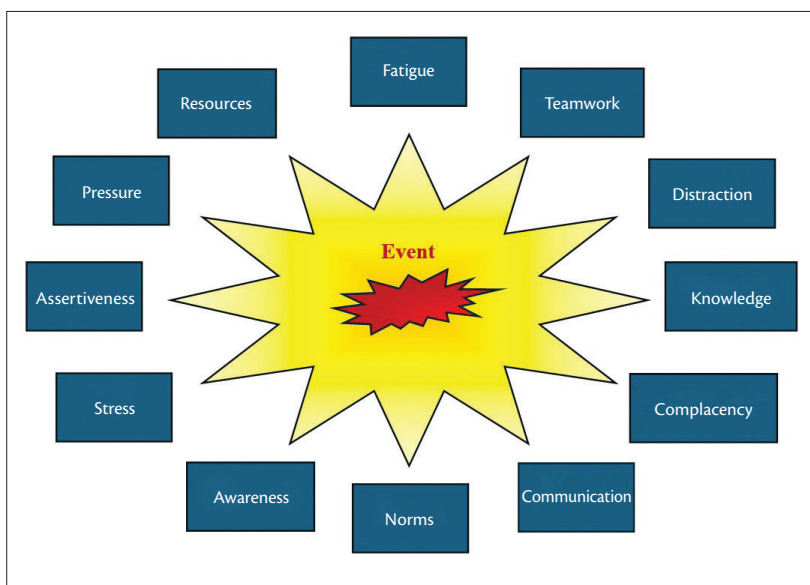 Fatigue
Resources
Teamwork
Pressure
Distraction
Event
Assertiveness
Knowledge
Stress
Complacency
Awareness
Norms
Communication